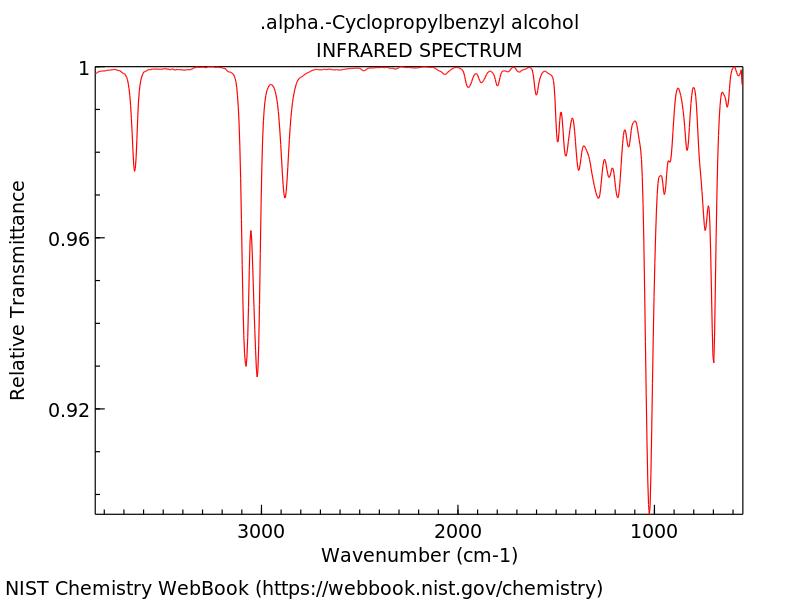 .alpha.-Cyclopropylbenzyl alcohol
INFRARED SPECTRUM
1
0.96
0.92
Relative Transmittance
3000 2000 1000
Wavenumber (cm-1)
NIST Chemistry WebBook (https://webbook.nist.gov/chemistry)